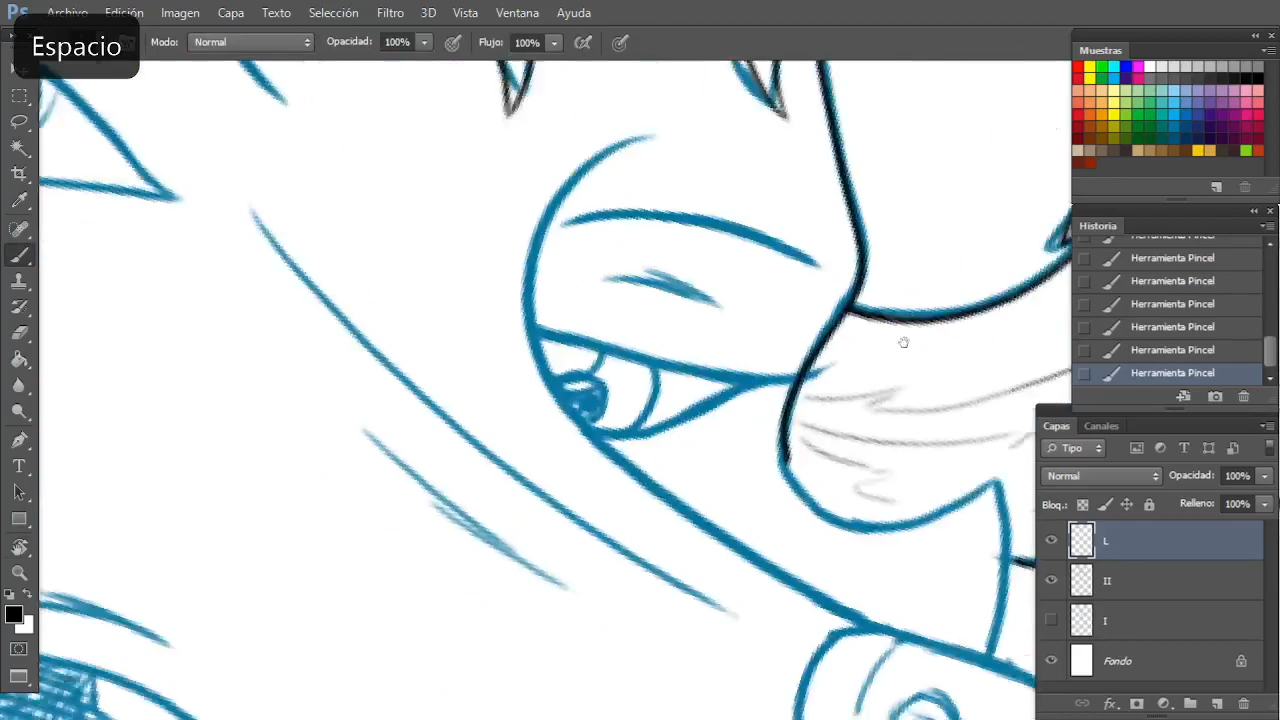 Ps Archivo Edición Imagen Capa Texto Selección Filtro 3D Vista Ventana Ayuda
Espacio
Modo: Normal Opacidad: 100% Flujo: 100%
Muestras
Historia
Herramienta Pincel
Herramienta Pincel
Herramienta Pincel
Herramienta Pincel
Herramienta Pincel
Herramienta Pincel
Capas Canales
Tipo
Normal Opacidad: 100%
Bloq.: Relleno: 100%
L
II
I
Fondo